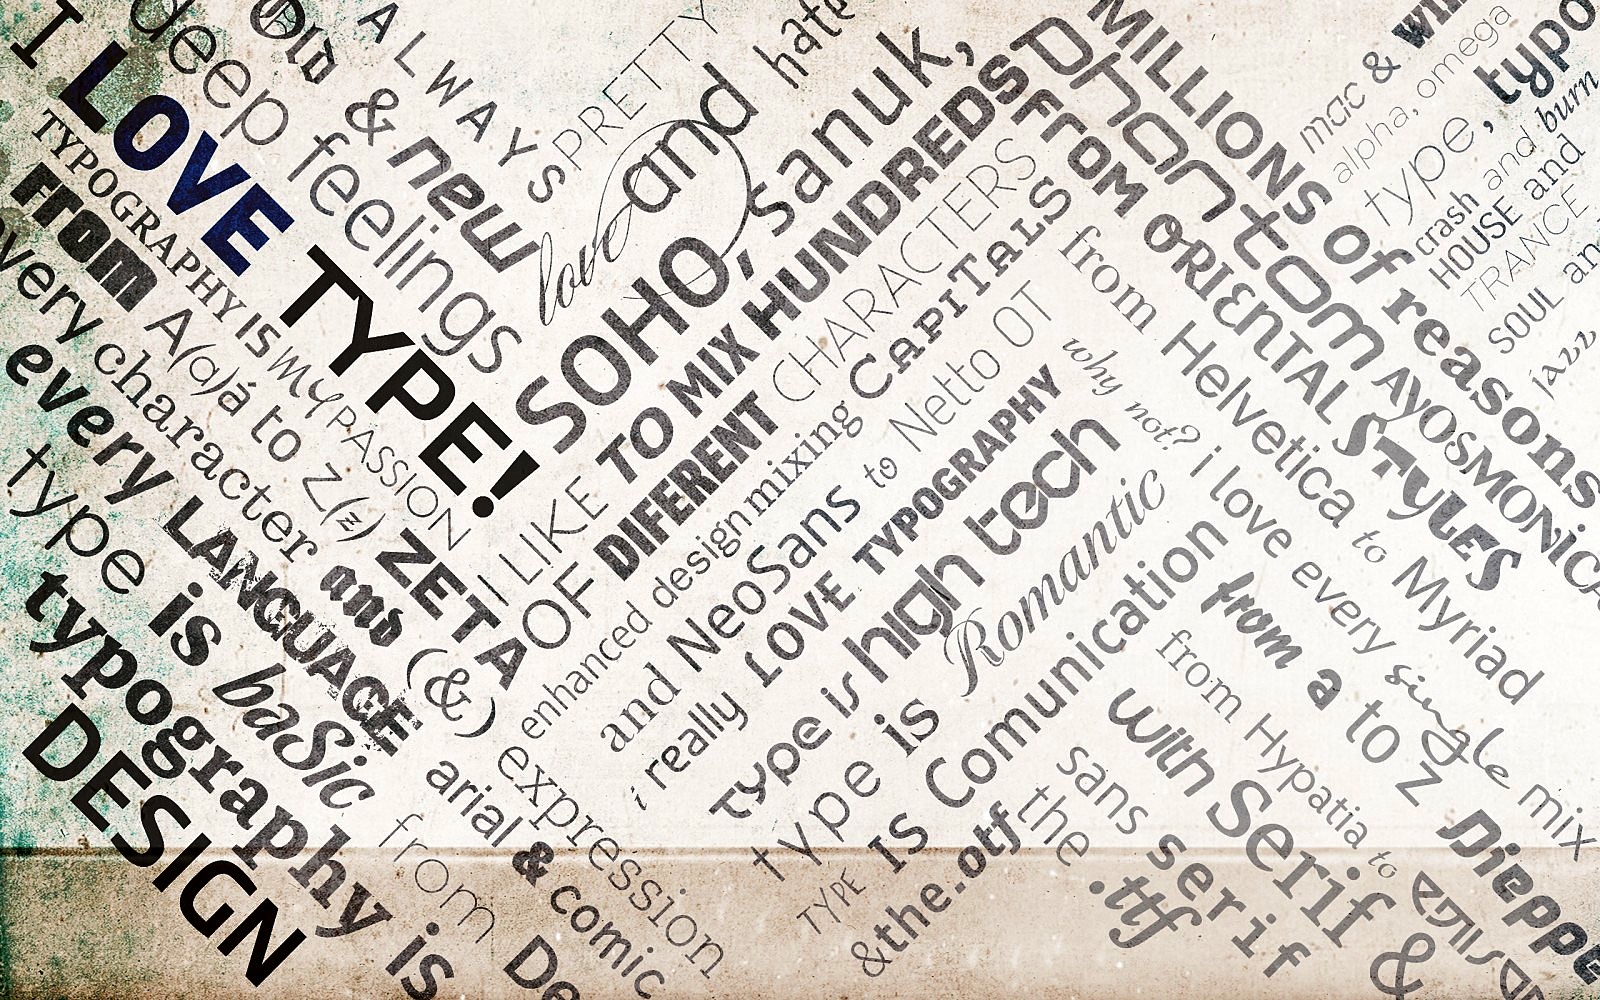 I LOVE TYPE!
deep feelings
Old & new
ALWAYS
PRETTY
love and hate
TYPOGRAPHY IS MY PASSION
FROM A(a)á to Z(z) ZETA
every character and (&) expression
every LANGUAGE arial & comic
type is baSic from De
typography is
DESIGN
SOHO, sanuk,
I LIKE TO MIX HUNDREDS
OF DIFERENT CHARACTERS
enhanced design mixing CAPITALS
and NeoSans to Netto OT
i really LOVE TYPOGRAPHY
Type is high tech
type is Romantic
TYPE IS Comunication
&the.otf
the .ttf
sans serif
with Serif &
from Hypatia to
from a to Z Dieppe
why not? i love every single mix
from Helvetica to Myriad
FROM ORIENTAL STYLES
Phantom AYOSMONiCA
MILLIONS of reasons
mac &
alpha, omega
type, typo
crash and burn
HOUSE and
TRANCE
SOUL an
jazz